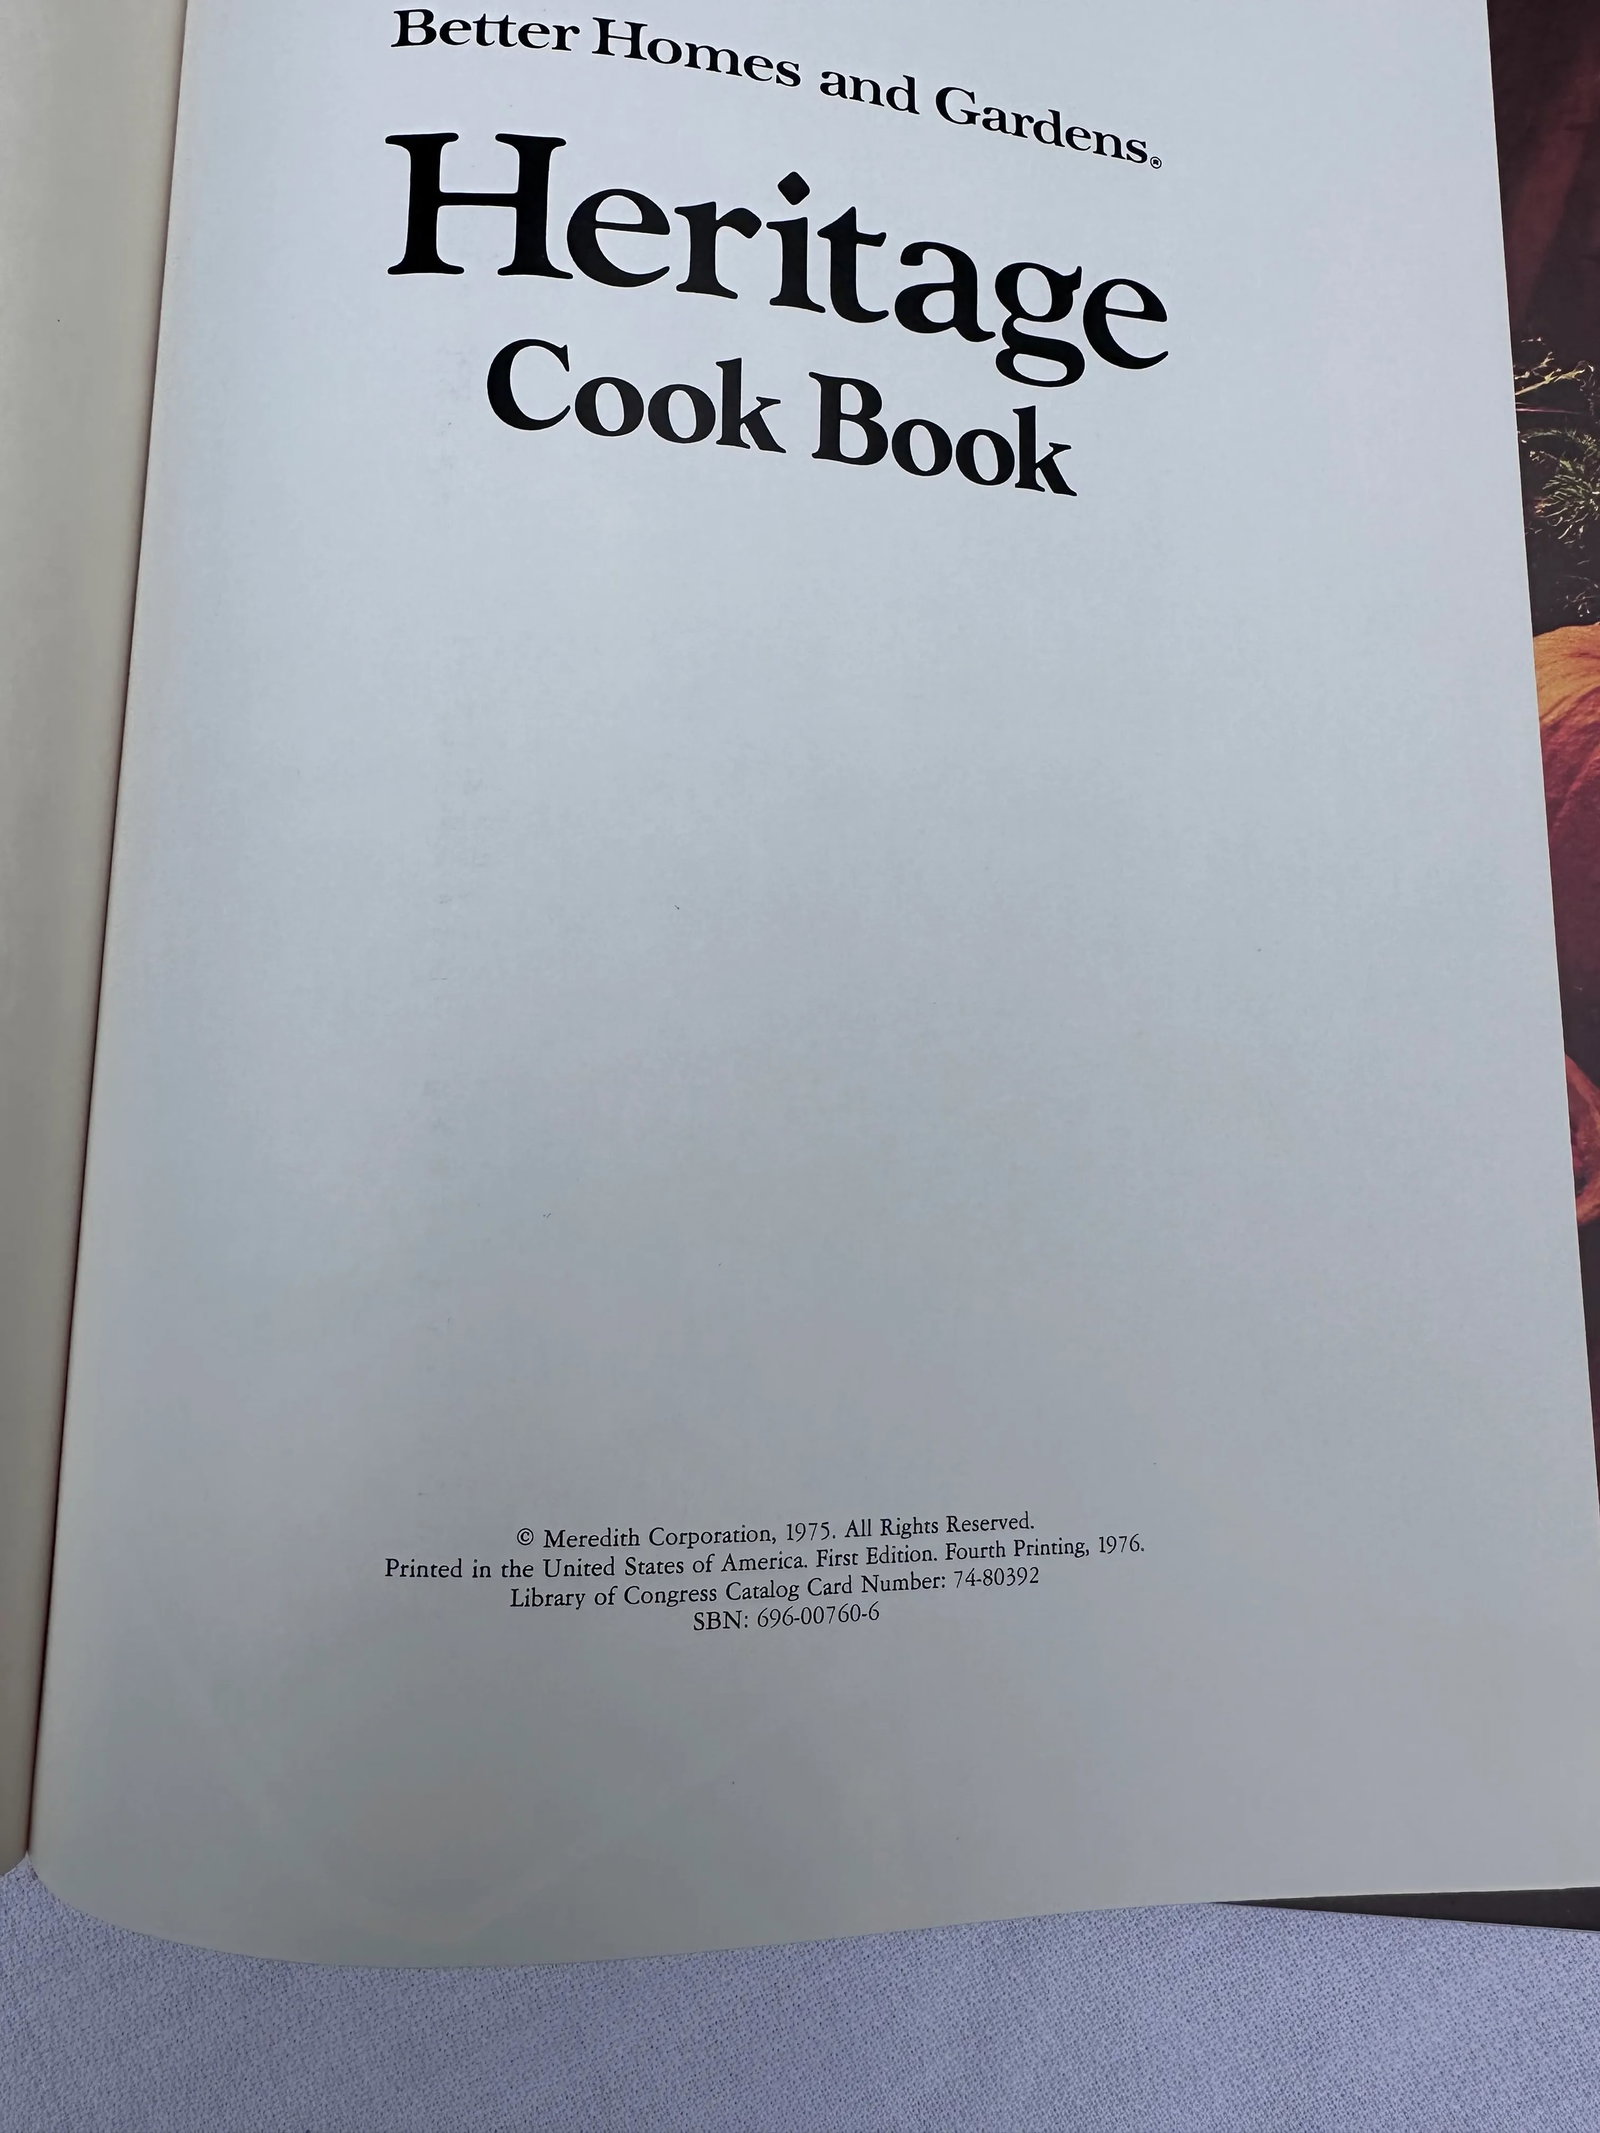 Better Homes and Gardens®
Heritage
Cook Book
© Meredith Corporation, 1975. All Rights Reserved.
Printed in the United States of America. First Edition. Fourth Printing, 1976.
Library of Congress Catalog Card Number: 74-80392
SBN: 696-00760-6